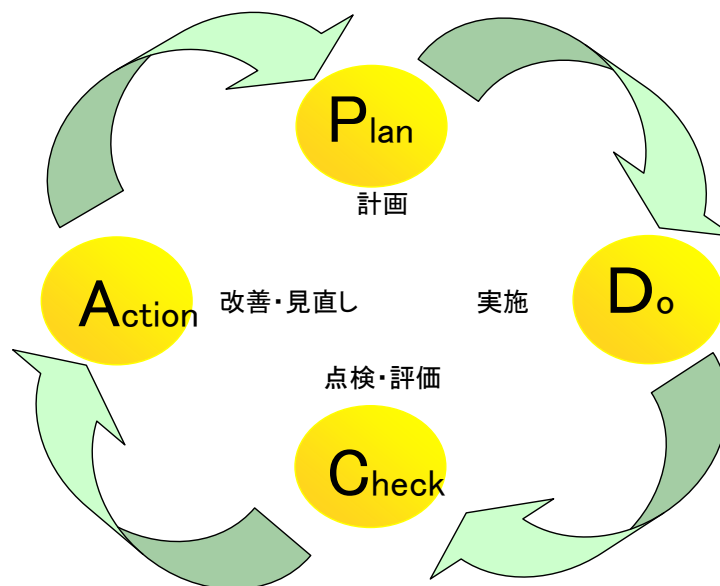 Plan
計画
Action
改善・見直し
実施
Do
点検・評価
Check